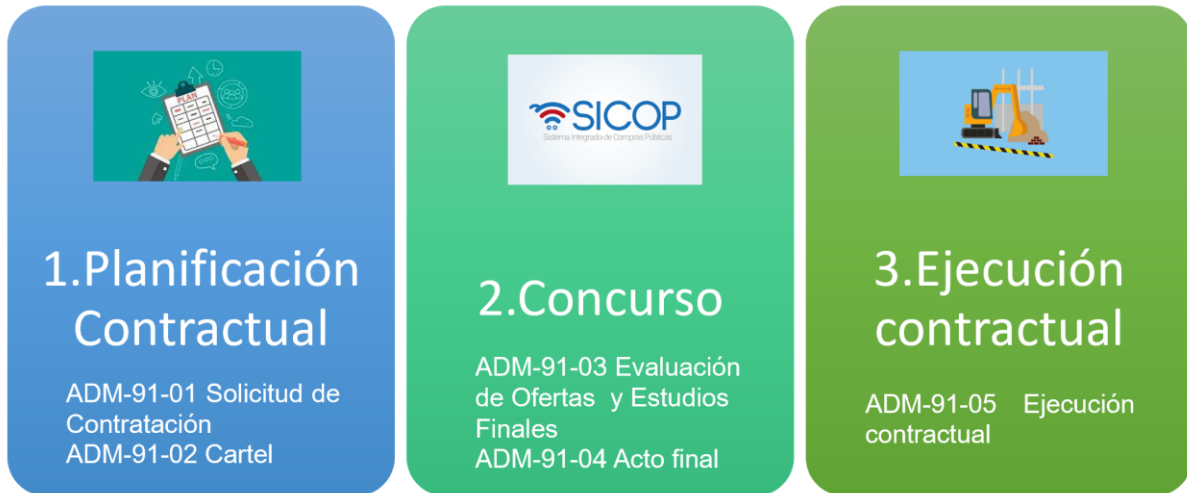 PLAN
1.Planificación
Contractual
ADM-91-01 Solicitud de
Contratación
ADM-91-02 Cartel
SICOP
Sistema Integrado de Compras Públicas
2.Concurso
ADM-91-03 Evaluación
de Ofertas y Estudios
Finales
ADM-91-04 Acto final
3.Ejecución
contractual
ADM-91-05 Ejecución
contractual